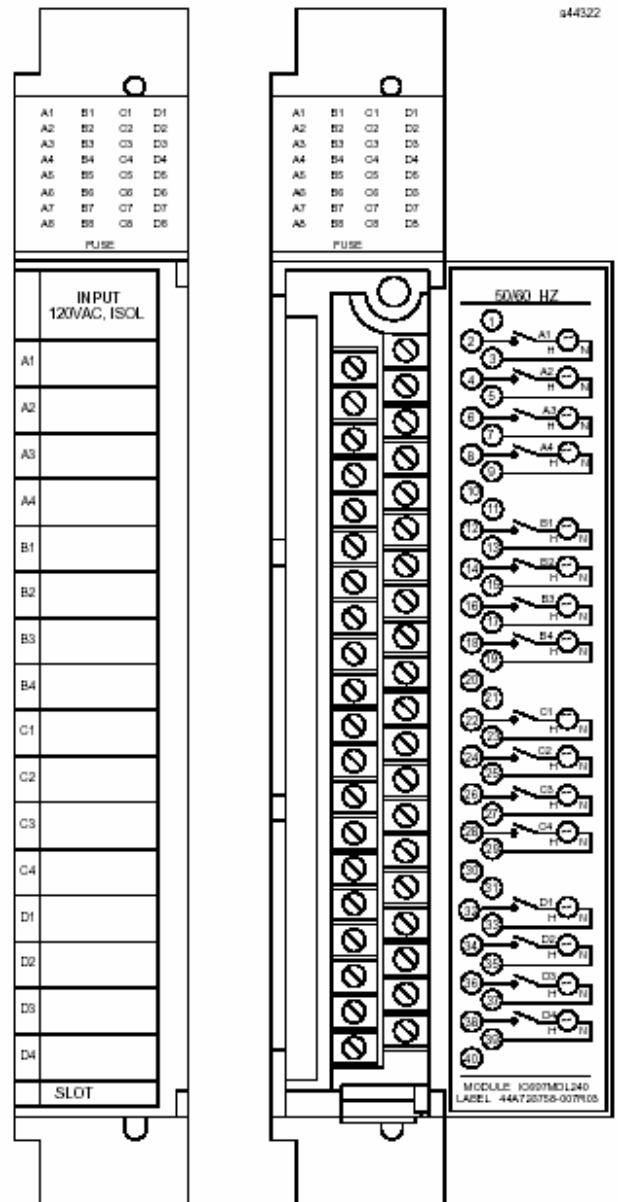 a44322
A1 B1 C1 D1
A2 B2 C2 D2
A3 B3 C3 D3
A4 B4 C4 D4
A5 B5 C5 D5
A6 B6 C6 D6
A7 B7 C7 D7
A8 B8 C8 D8
FUSE
A1 B1 C1 D1
A2 B2 C2 D2
A3 B3 C3 D3
A4 B4 C4 D4
A5 B5 C5 D5
A6 B6 C6 D6
A7 B7 C7 D7
A8 B8 C8 D8
FUSE
INPUT
120VAC, ISOL
A1
A2
A3
A4
B1
B2
B3
B4
C1
C2
C3
C4
D1
D2
D3
D4
SLOT
50/60 HZ
1
2 A1
3 H N
4 A2
5 H N
6 A3
7 H N
8 A4
9 H N
10
11
12 B1
13 H N
14 B2
15 H N
16 B3
17 H N
18 B4
19 H N
20
21
22 C1
23 H N
24 C2
25 H N
26 C3
27 H N
28 C4
29 H N
30
31
32 D1
33 H N
34 D2
35 H N
36 D3
37 H N
38 D4
39 H N
40
MODULE IC697MDL240
LABEL 44A726758-007R03